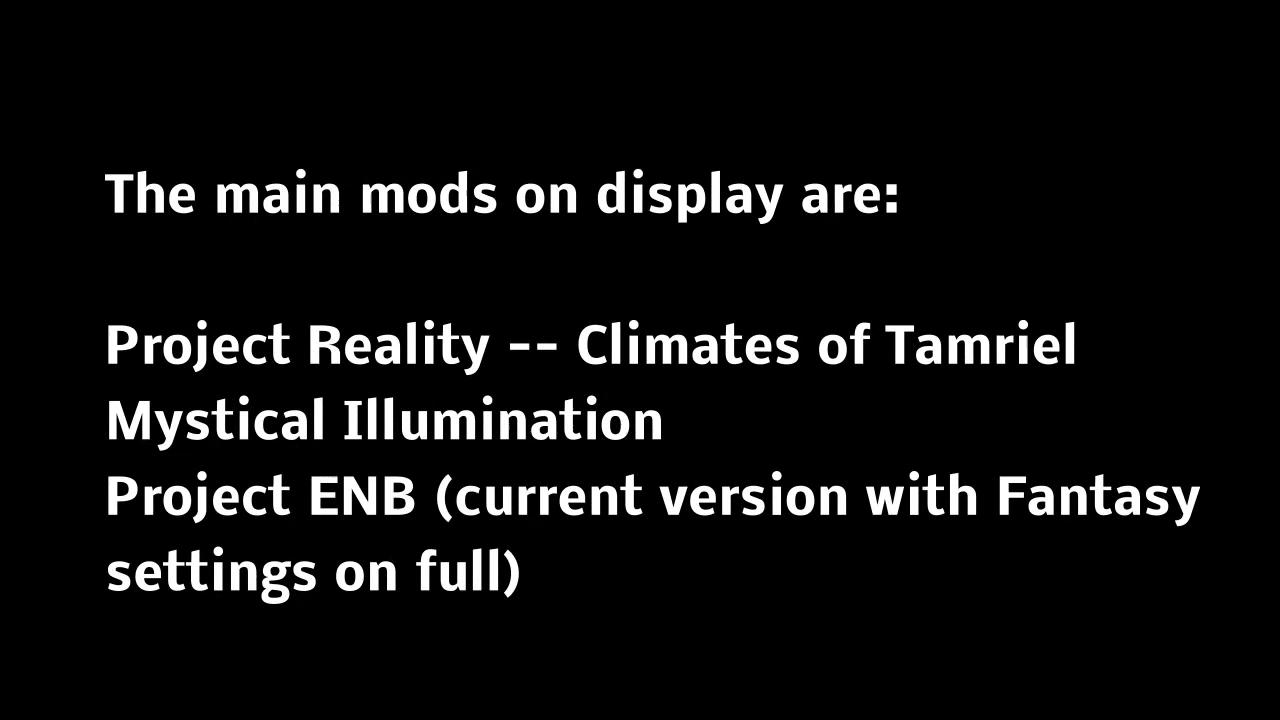 The main mods on display are:
Project Reality -- Climates of Tamriel
Mystical Illumination
Project ENB (current version with Fantasy
settings on full)